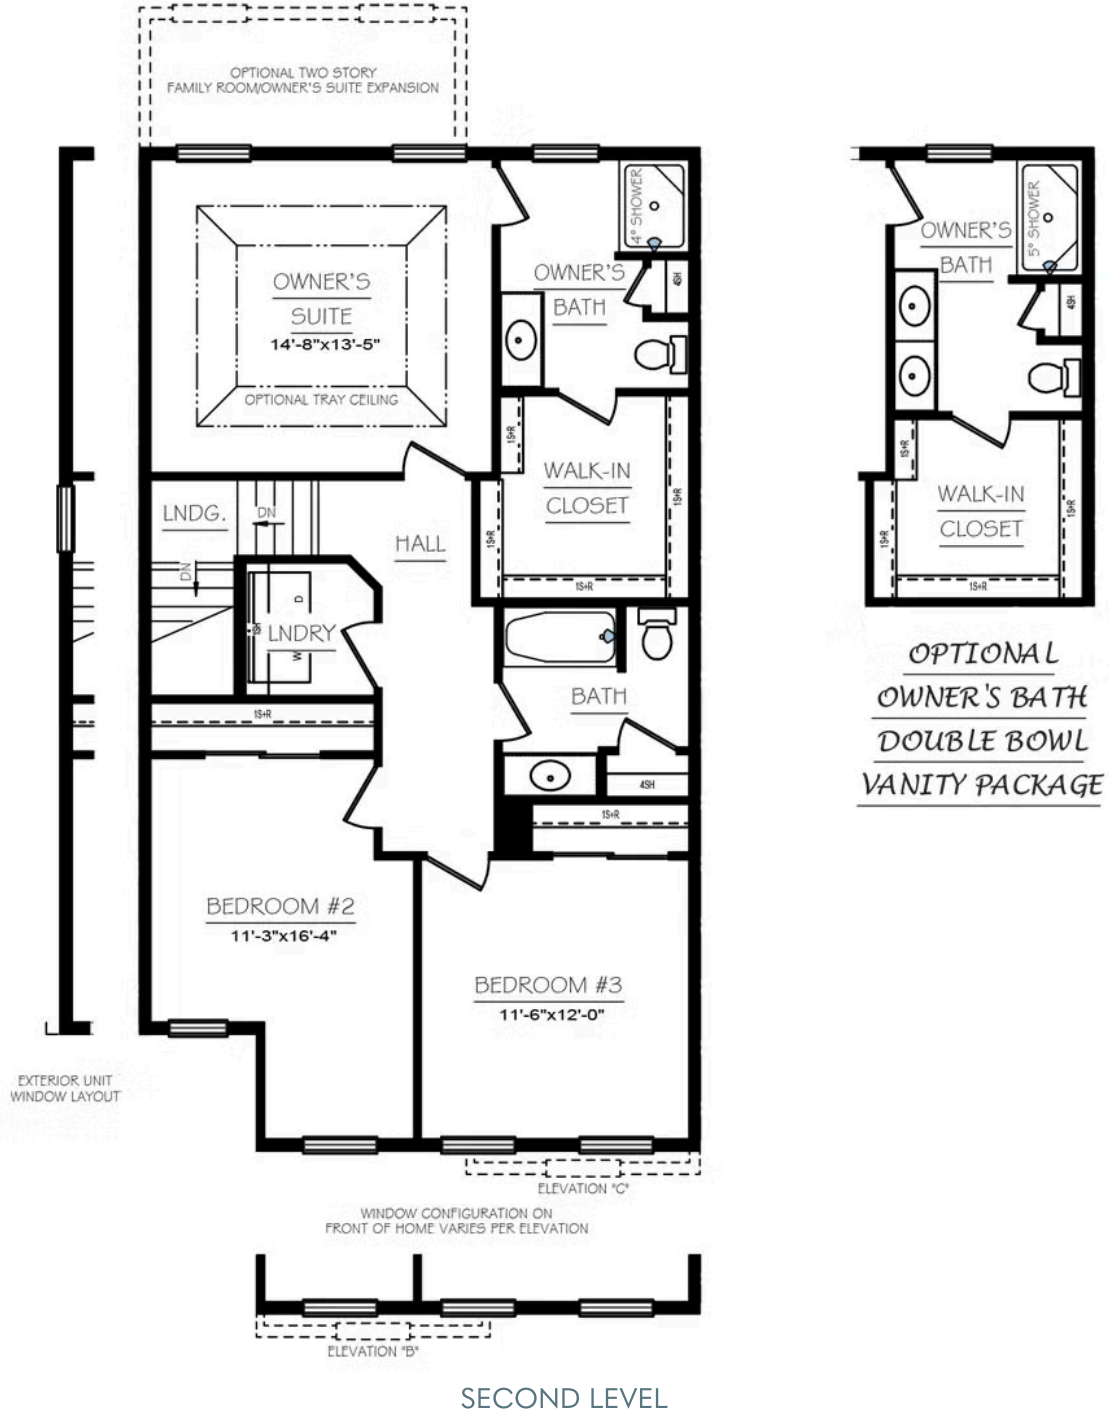 OPTIONAL TWO STORY
FAMILY ROOM/OWNER'S SUITE EXPANSION
4° SHOWER
OWNER'S
BATH
4SH
OWNER'S
SUITE
14'-8"x13'-5"
OPTIONAL TRAY CEILING
1S+R
WALK-IN
CLOSET
1S+R
1S+R
1S+R
LNDG.
DN
DN
HALL
D
1SH
LNDRY
W
BATH
1S+R
4SH
1S+R
BEDROOM #2
11'-3"x16'-4"
BEDROOM #3
11'-6"x12'-0"
EXTERIOR UNIT
WINDOW LAYOUT
ELEVATION "C"
WINDOW CONFIGURATION ON
FRONT OF HOME VARIES PER ELEVATION
ELEVATION "B"
5° SHOWER
OWNER'S
BATH
4SH
1S+R
WALK-IN
CLOSET
1S+R
1S+R
1S+R
OPTIONAL
OWNER'S BATH
DOUBLE BOWL
VANITY PACKAGE
SECOND LEVEL